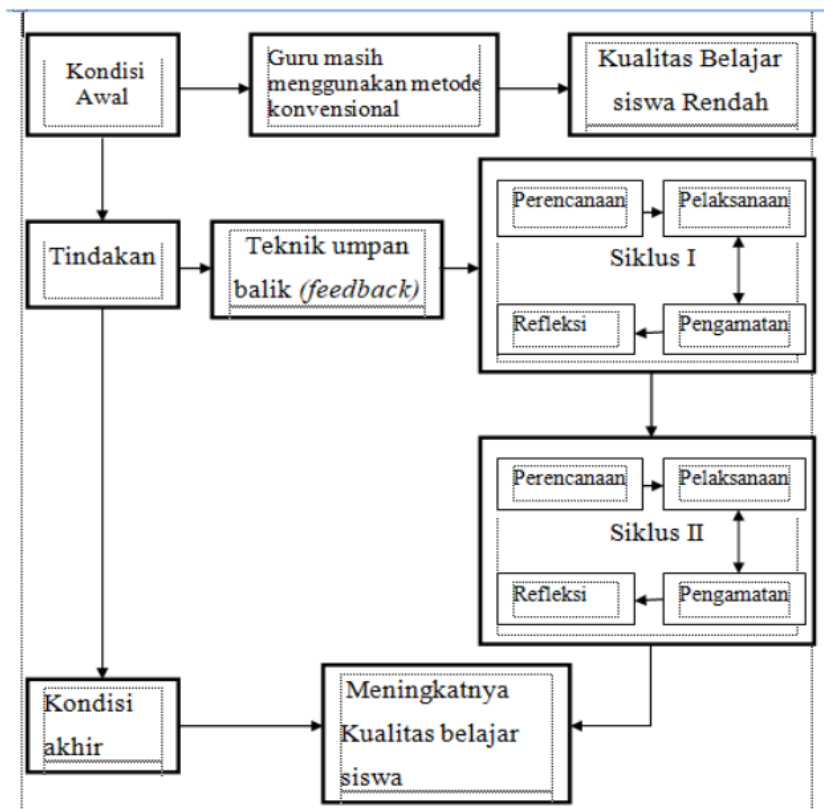 Kondisi
Awal
Guru masih
menggunakan metode
konvensional
Kualitas Belajar
siswa Rendah
Tindakan
Teknik umpan
balik (feedback)
Perencanaan
Pelaksanaan
Siklus I
Refleksi
Pengamatan
Perencanaan
Pelaksanaan
Siklus II
Refleksi
Pengamatan
Kondisi
akhir
Meningkatnya
Kualitas belajar
siswa